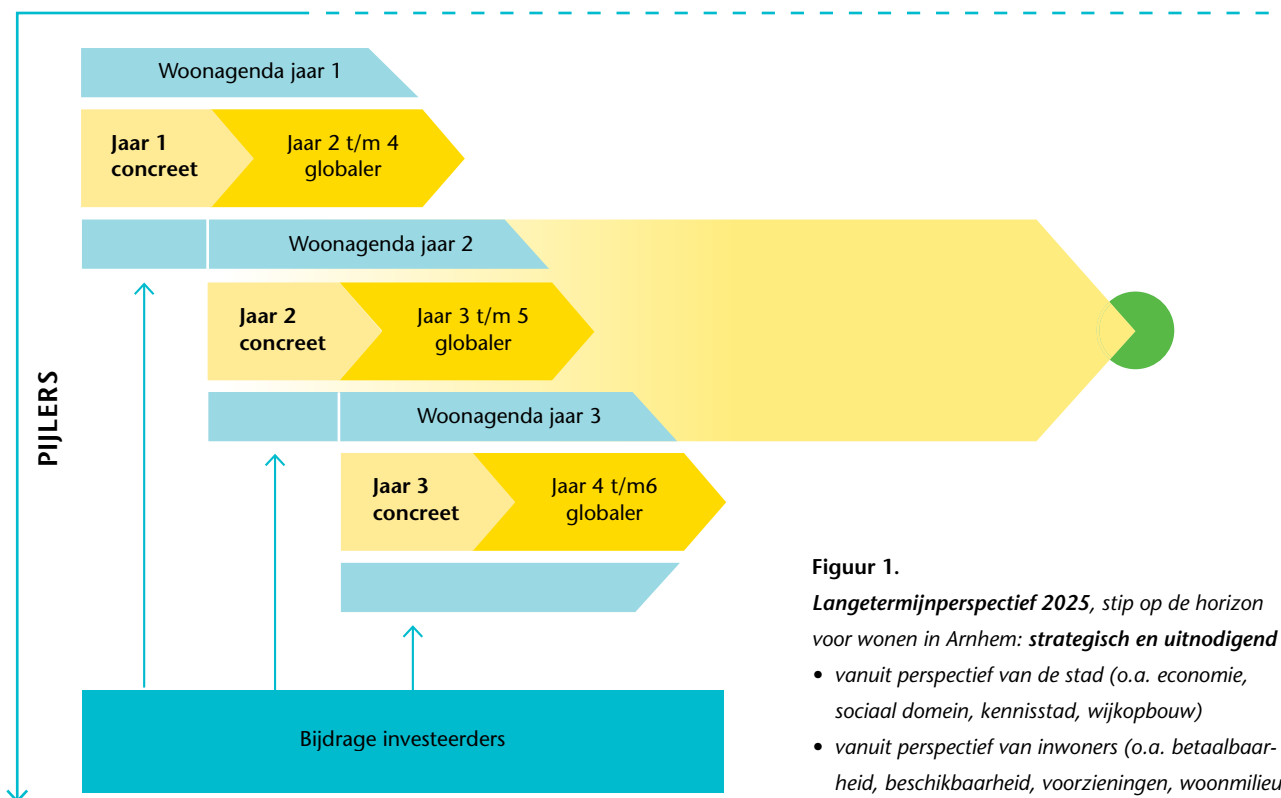 Woonagenda jaar 1
Jaar 1
concreet
Jaar 2 t/m 4
globaler
Woonagenda jaar 2
Jaar 2
concreet
Jaar 3 t/m 5
globaler
PIJLERS
Woonagenda jaar 3
Jaar 3
concreet
Jaar 4 t/m6
globaler
Bijdrage investeerders
Figuur 1.
Langetermijnperspectief 2025, stip op de horizon
voor wonen in Arnhem: strategisch en uitnodigend
• vanuit perspectief van de stad (o.a. economie,
sociaal domein, kennisstad, wijkopbouw)
• vanuit perspectief van inwoners (o.a. betaalbaar-
heid, beschikbaarheid, voorzieningen, woonmilieu